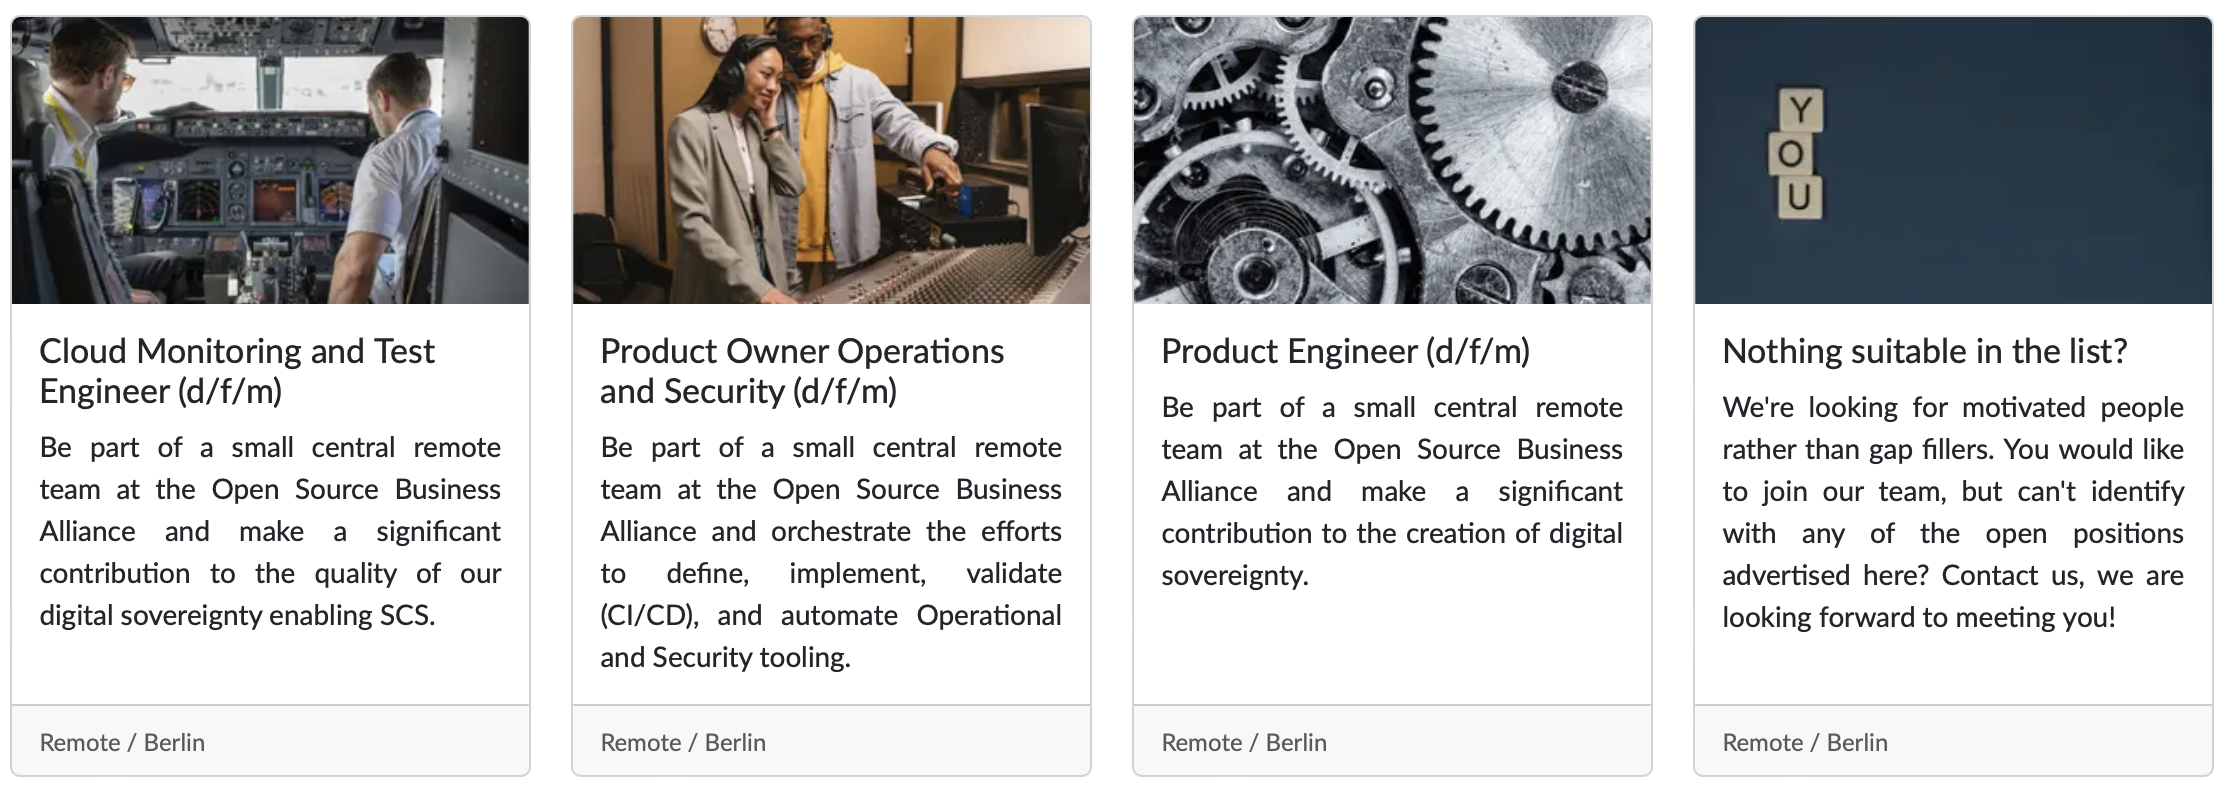 Y
O
U
Cloud Monitoring and Test
Engineer (d/f/m)
Be part of a small central remote
team at the Open Source Business
Alliance and make a significant
contribution to the quality of our
digital sovereignty enabling SCS.
Remote / Berlin
Product Owner Operations
and Security (d/f/m)
Be part of a small central remote
team at the Open Source Business
Alliance and orchestrate the efforts
to define, implement, validate
(CI/CD), and automate Operational
and Security tooling.
Remote / Berlin
Product Engineer (d/f/m)
Be part of a small central remote
team at the Open Source Business
Alliance and make a significant
contribution to the creation of digital
sovereignty.
Remote / Berlin
Nothing suitable in the list?
We're looking for motivated people
rather than gap fillers. You would like
to join our team, but can't identify
with any of the open positions
advertised here? Contact us, we are
looking forward to meeting you!
Remote / Berlin